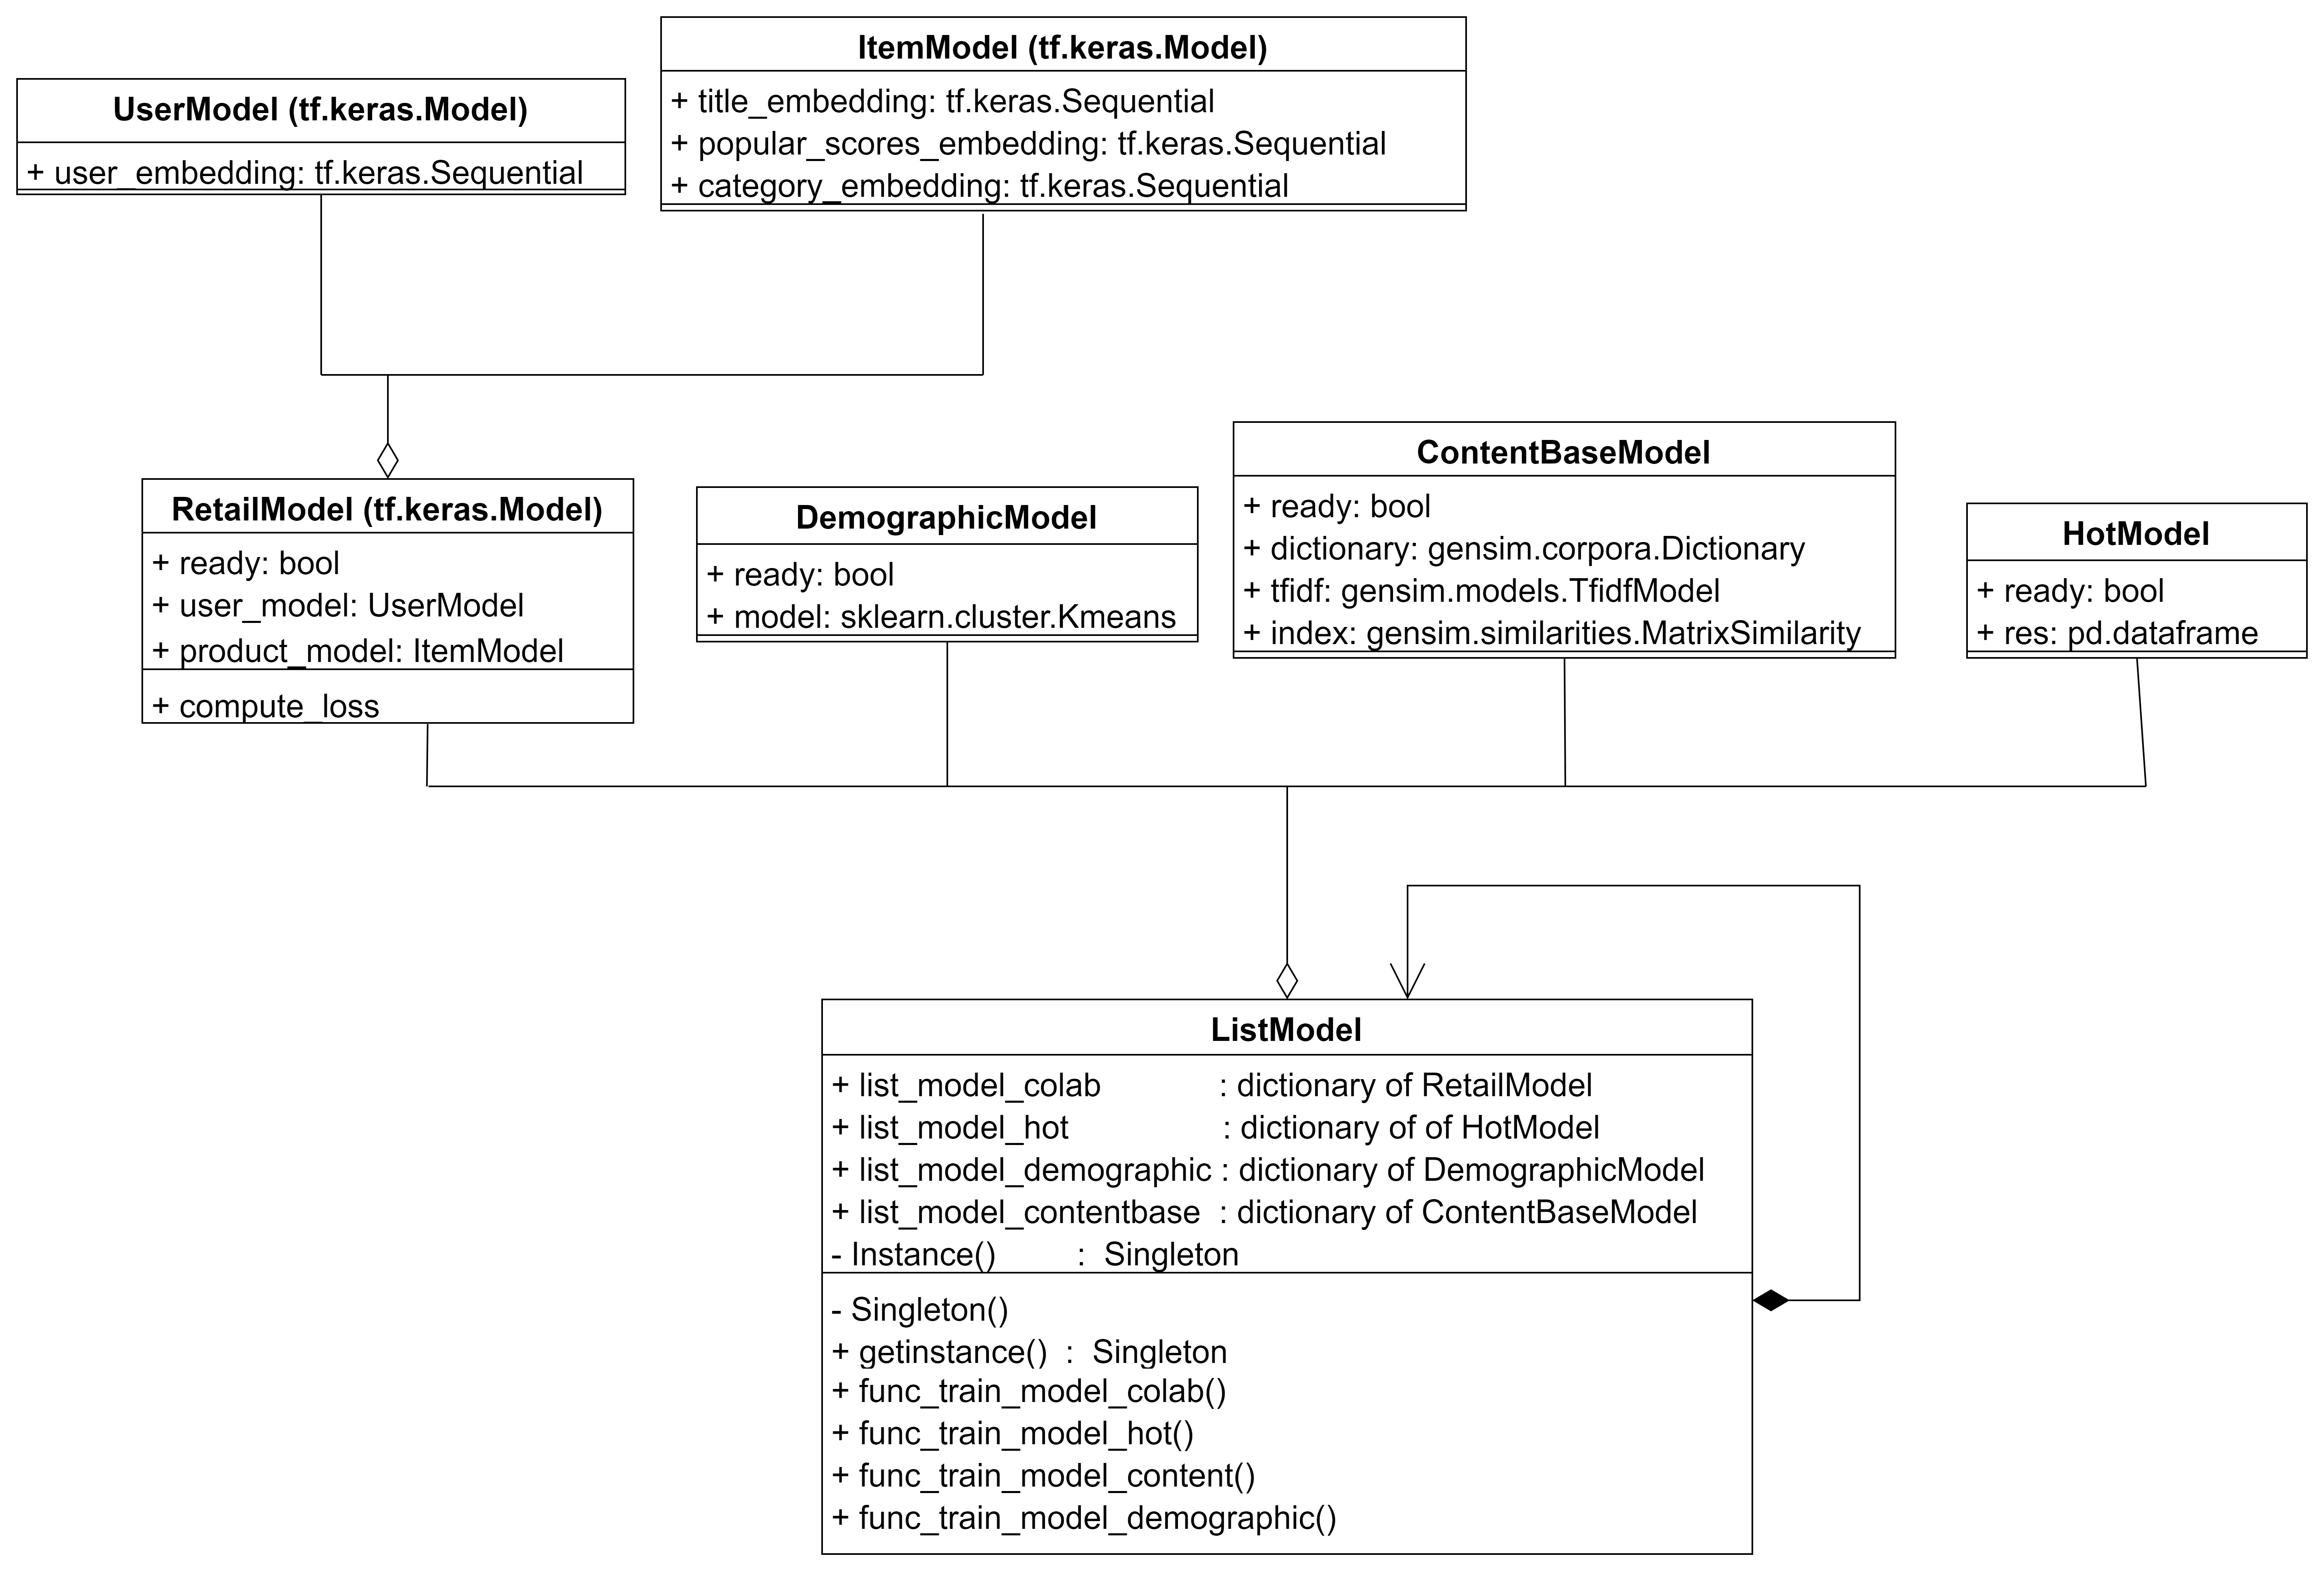 UserModel (tf.keras.Model)
+ user_embedding: tf.keras.Sequential
ItemModel (tf.keras.Model)
+ title_embedding: tf.keras.Sequential
+ popular_scores_embedding: tf.keras.Sequential
+ category_embedding: tf.keras.Sequential
RetailModel (tf.keras.Model)
+ ready: bool
+ user_model: UserModel
+ product_model: ItemModel
+ compute_loss
DemographicModel
+ ready: bool
+ model: sklearn.cluster.Kmeans
ContentBaseModel
+ ready: bool
+ dictionary: gensim.corpora.Dictionary
+ tfidf: gensim.models.TfidfModel
+ index: gensim.similarities.MatrixSimilarity
HotModel
+ ready: bool
+ res: pd.dataframe
ListModel
+ list_model_colab : dictionary of RetailModel
+ list_model_hot : dictionary of of HotModel
+ list_model_demographic : dictionary of DemographicModel
+ list_model_contentbase : dictionary of ContentBaseModel
- Instance() : Singleton
- Singleton()
+ getinstance() : Singleton
+ func_train_model_colab()
+ func_train_model_hot()
+ func_train_model_content()
+ func_train_model_demographic()